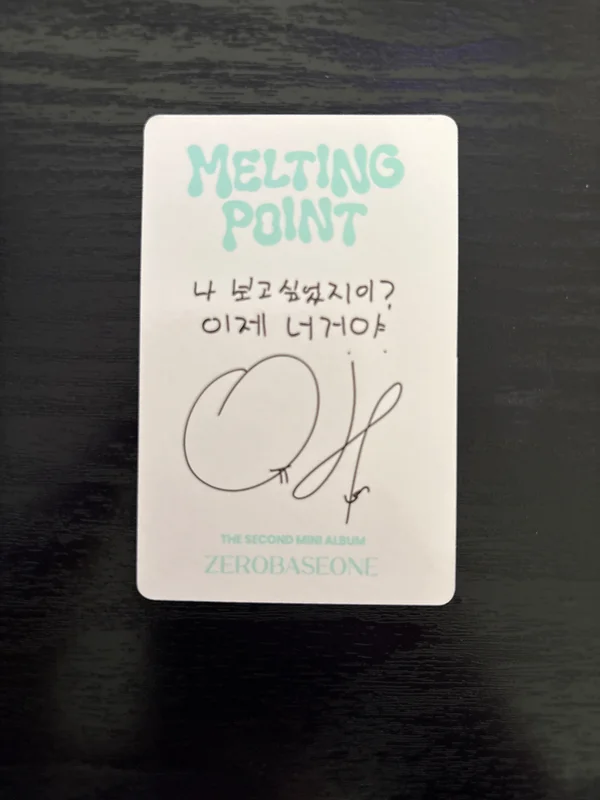 MELTING
POINT
나 보고싶었지이?
이제 너거야
THE SECOND MINI ALBUM
ZEROBASEONE